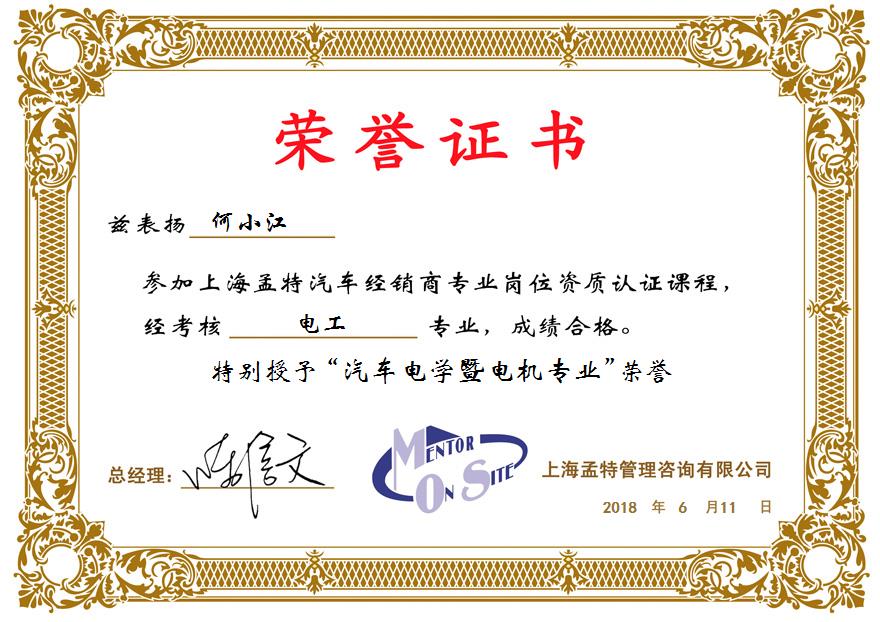 荣誉证书
兹表扬 何小江
参加上海孟特汽车经销商专业岗位资质认证课程，
经考核 电工 专业，成绩合格。
特别授予“汽车电学暨电机专业”荣誉
总经理：
MENTOR
ON SITE
上海孟特管理咨询有限公司
2018 年 6 月11 日